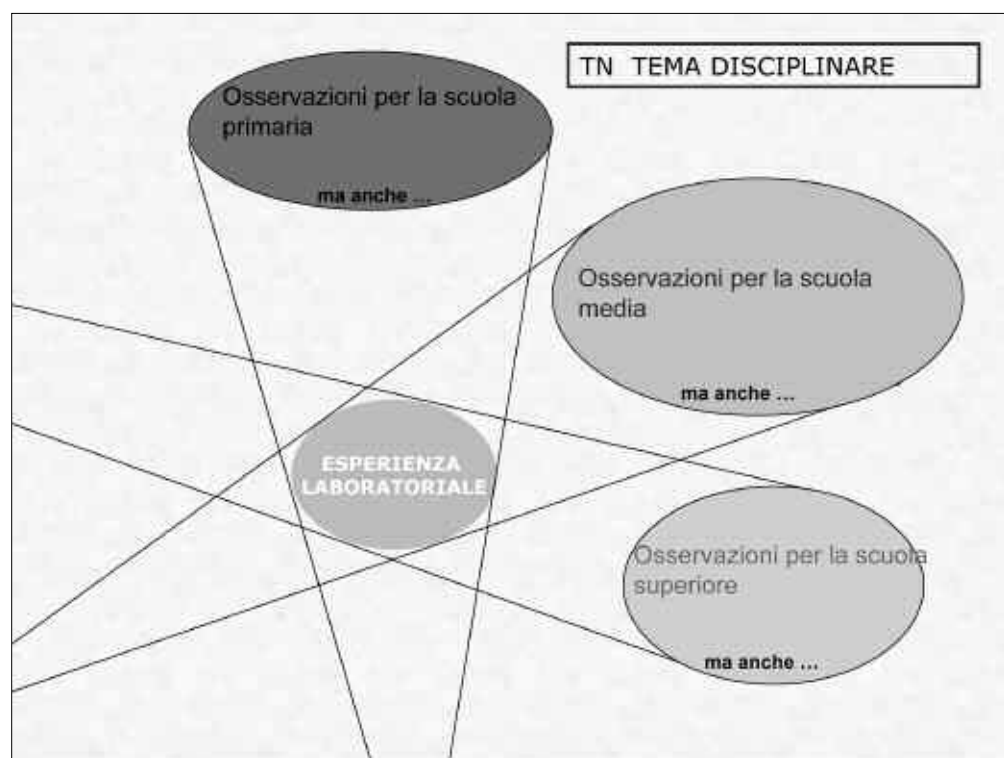 TN TEMA DISCIPLINARE
Osservazioni per la scuola
primaria
ma anche ...
Osservazioni per la scuola
media
ma anche ...
ESPERIENZA
LABORATORIALE
Osservazioni per la scuola
superiore
ma anche ...